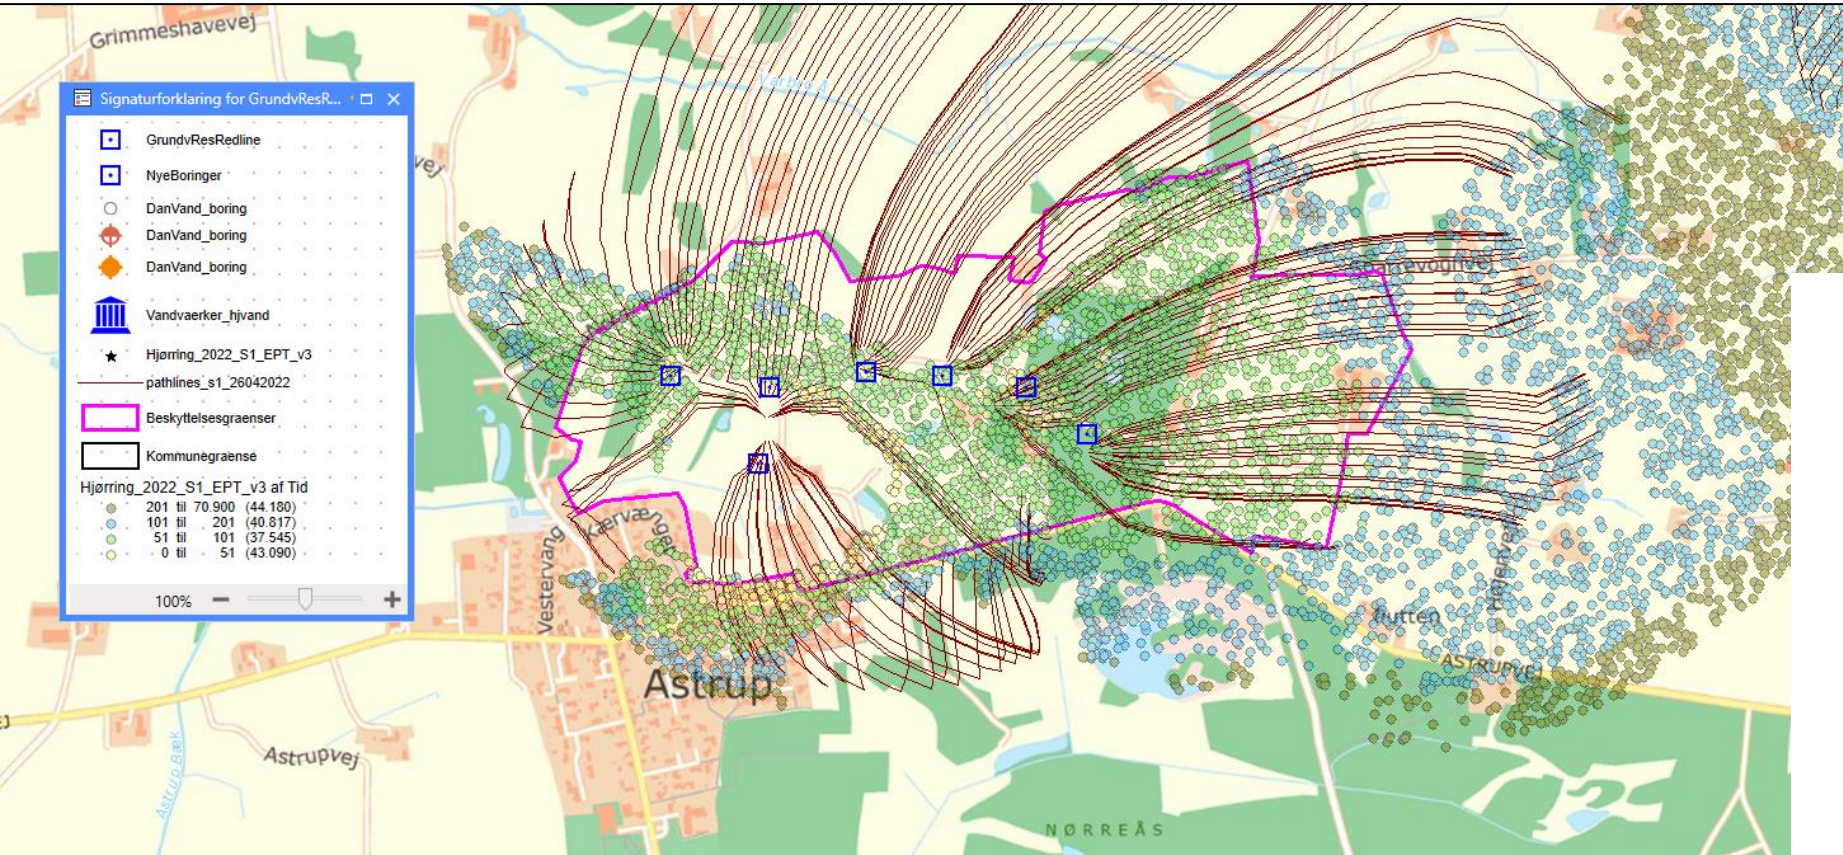 Grimmeshavevej
Signaturforklaring for GrundvResR...
GrundvResRedline
NyeBoringer
DanVand_boring
DanVand_boring
DanVand_boring
Vandvaerker_hjvand
Hjørring_2022_S1_EPT_v3
pathlines_s1_26042022
Beskyttelsesgraenser
Kommunegraense
Hjørring_2022_S1_EPT_v3 af Tid
201 til 70.900 (44.180)
101 til 201 (40.817)
51 til 101 (37.545)
0 til 51 (43.090)
100%
vej
Kærvænget
Vestervang
Astrup
ASTRUPVEJ
Astrupvej
Astrup Bæk
NØRREÅS